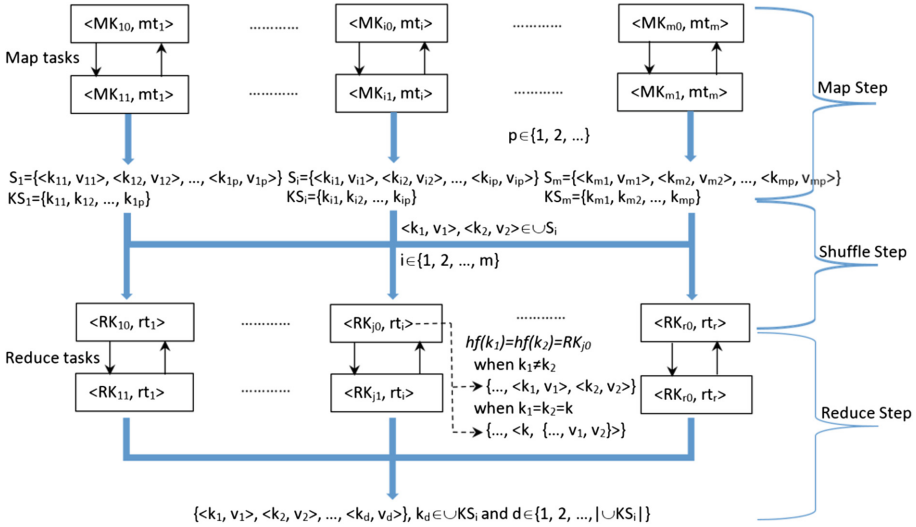 <MK10, mt1> ............ <MKi0, mti> ............ <MKm0, mtm>
Map tasks
<MK11, mt1> ............ <MKi1, mti> ............ <MKm1, mtm>
Map Step
p∈{1, 2, ...}
S1={<k11, v11>, <k12, v12>, ..., <k1p, v1p>} Si={<ki1, vi1>, <ki2, vi2>, ..., <kip, vip>} Sm={<km1, vm1>, <km2, vm2>, ..., <kmp, vmp>}
KS1={k11, k12, ..., k1p} KSi={ki1, ki2, ..., kip} KSm={km1, km2, ..., kmp}
<k1, v1>, <k2, v2>∈∪Si
Shuffle Step
i∈{1, 2, ..., m}
<RK10, rt1> ............ <RKj0, rti> ............ <RKr0, rtr>
hf(k1)=hf(k2)=RKj0
Reduce tasks
when k1≠k2
<RK11, rt1> ............ <RKj1, rti> {..., <k1, v1>, <k2, v2>} <RKr0, rtr>
when k1=k2=k
Reduce Step
{..., <k, {..., v1, v2}>}
{<k1, v1>, <k2, v2>, ..., <kd, vd>}, kd∈∪KSi and d∈{1, 2, ...,|∪KSi|}